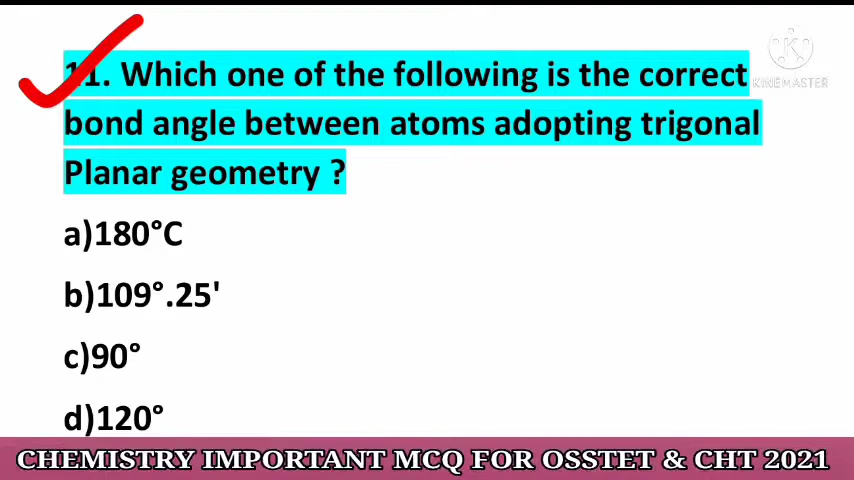 KINEMASTER
11. Which one of the following is the correct
bond angle between atoms adopting trigonal
Planar geometry ?
a)180°C
b)109°.25'
c)90°
d)120°
CHEMISTRY IMPORTANT MCQ FOR OSSTET & CHT 2021